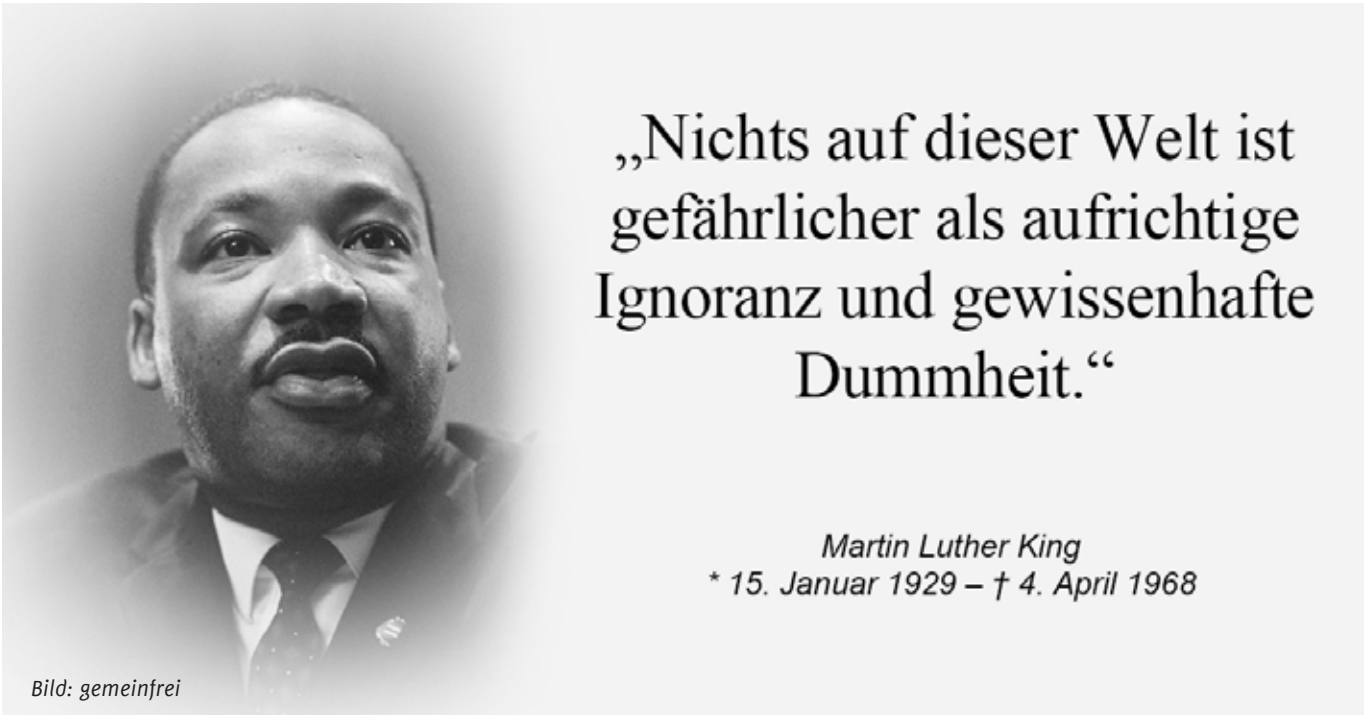 „Nichts auf dieser Welt ist
gefährlicher als aufrichtige
Ignoranz und gewissenhafte
Dummheit.“
Martin Luther King
* 15. Januar 1929 – † 4. April 1968
Bild: gemeinfrei